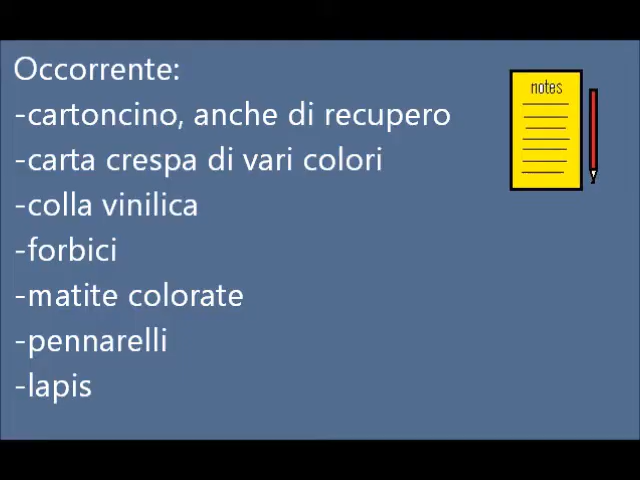 Occorrente:
-cartoncino, anche di recupero
-carta crespa di vari colori
-colla vinilica
-forbici
-matite colorate
-pennarelli
-lapis
notes